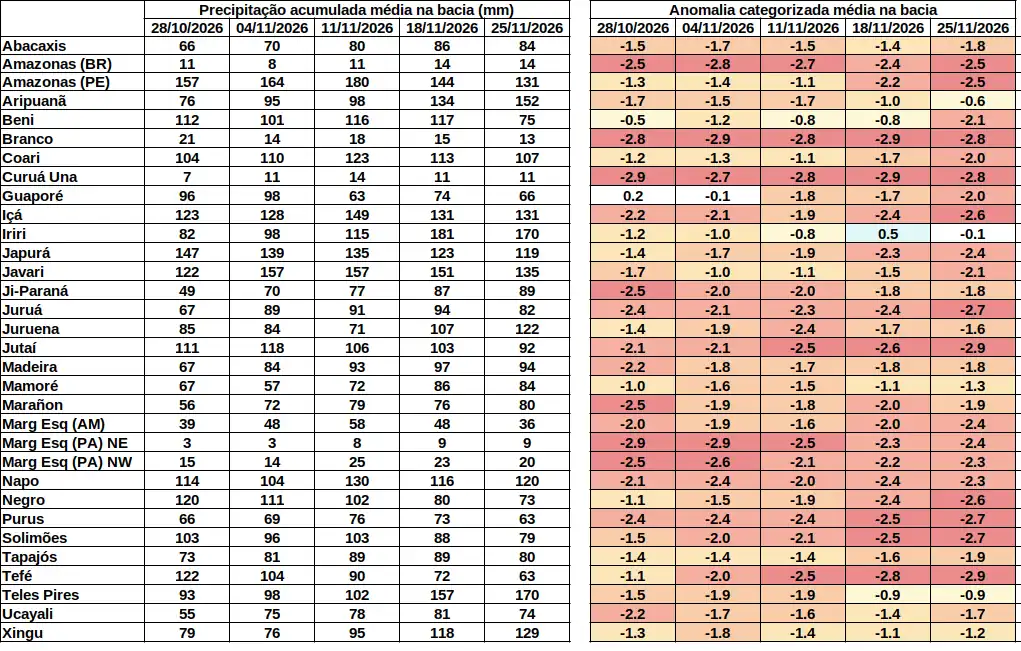 Precipitação acumulada média na bacia (mm) Anomalia categorizada média na bacia
28/10/2026 04/11/2026 11/11/2026 18/11/2026 25/11/2026 28/10/2026 04/11/2026 11/11/2026 18/11/2026 25/11/2026
Abacaxis 66 70 80 86 84 -1.5 -1.7 -1.5 -1.4 -1.8
Amazonas (BR) 11 8 11 14 14 -2.5 -2.8 -2.7 -2.4 -2.5
Amazonas (PE) 157 164 180 144 131 -1.3 -1.4 -1.1 -2.2 -2.5
Aripuanã 76 95 98 134 152 -1.7 -1.5 -1.7 -1.0 -0.6
Beni 112 101 116 117 75 -0.5 -1.2 -0.8 -0.8 -2.1
Branco 21 14 18 15 13 -2.8 -2.9 -2.8 -2.9 -2.8
Coari 104 110 123 113 107 -1.2 -1.3 -1.1 -1.7 -2.0
Curuá Una 7 11 14 11 11 -2.9 -2.7 -2.8 -2.9 -2.8
Guaporé 96 98 63 74 66 0.2 -0.1 -1.8 -1.7 -2.0
Içá 123 128 149 131 131 -2.2 -2.1 -1.9 -2.4 -2.6
Iriri 82 98 115 181 170 -1.2 -1.0 -0.8 0.5 -0.1
Japurá 147 139 135 123 119 -1.4 -1.7 -1.9 -2.3 -2.4
Javari 122 157 157 151 135 -1.7 -1.0 -1.1 -1.5 -2.1
Ji-Paraná 49 70 77 87 89 -2.5 -2.0 -2.0 -1.8 -1.8
Juruá 67 89 91 94 82 -2.4 -2.1 -2.3 -2.4 -2.7
Juruena 85 84 71 107 122 -1.4 -1.9 -2.4 -1.7 -1.6
Jutaí 111 118 106 103 92 -2.1 -2.1 -2.5 -2.6 -2.9
Madeira 67 84 93 97 94 -2.2 -1.8 -1.7 -1.8 -1.8
Mamoré 67 57 72 86 84 -1.0 -1.6 -1.5 -1.1 -1.3
Marañon 56 72 79 76 80 -2.5 -1.9 -1.8 -2.0 -1.9
Marg Esq (AM) 39 48 58 48 36 -2.0 -1.9 -1.6 -2.0 -2.4
Marg Esq (PA) NE 3 3 8 9 9 -2.9 -2.9 -2.5 -2.3 -2.4
Marg Esq (PA) NW 15 14 25 23 20 -2.5 -2.6 -2.1 -2.2 -2.3
Napo 114 104 130 116 120 -2.1 -2.4 -2.0 -2.4 -2.3
Negro 120 111 102 80 73 -1.1 -1.5 -1.9 -2.4 -2.6
Purus 66 69 76 73 63 -2.4 -2.4 -2.4 -2.5 -2.7
Solimões 103 96 103 88 79 -1.5 -2.0 -2.1 -2.5 -2.7
Tapajós 73 81 89 89 80 -1.4 -1.4 -1.4 -1.6 -1.9
Tefé 122 104 90 72 63 -1.1 -2.0 -2.5 -2.8 -2.9
Teles Pires 93 98 102 157 170 -1.5 -1.9 -1.9 -0.9 -0.9
Ucayali 55 75 78 81 74 -2.2 -1.7 -1.6 -1.4 -1.7
Xingu 79 76 95 118 129 -1.3 -1.8 -1.4 -1.1 -1.2